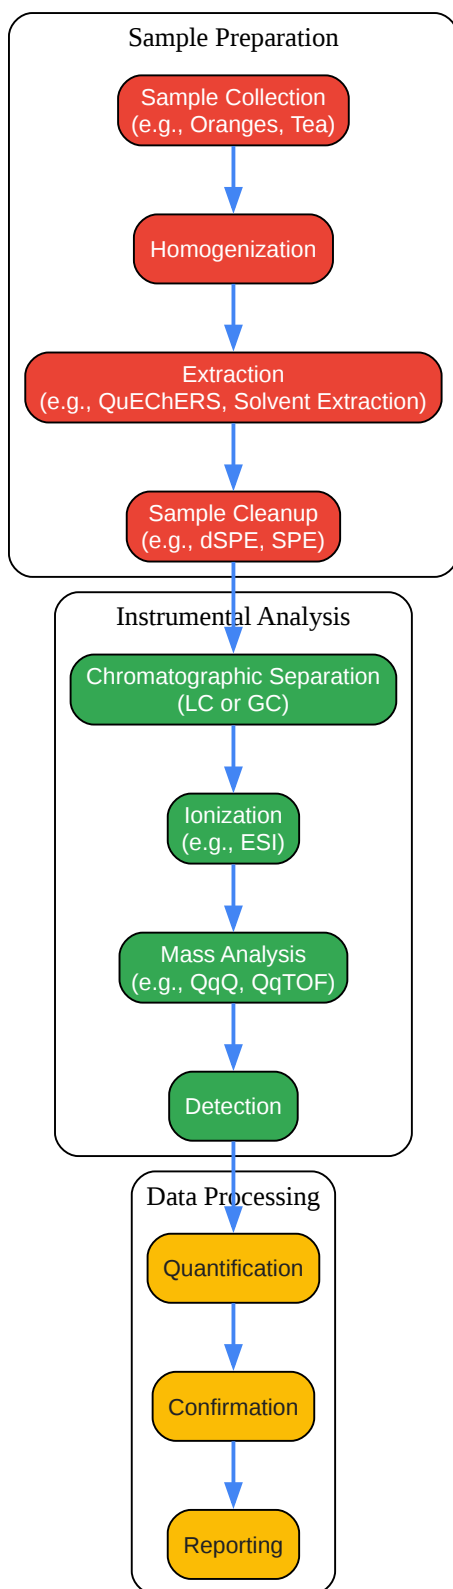 Sample Preparation
Sample Collection
(e.g., Oranges, Tea)
Homogenization
Extraction
(e.g., QuEChERS, Solvent Extraction)
Sample Cleanup
(e.g., dSPE, SPE)
Instrumental Analysis
Chromatographic Separation
(LC or GC)
Ionization
(e.g., ESI)
Mass Analysis
(e.g., QqQ, QqTOF)
Detection
Data Processing
Quantification
Confirmation
Reporting